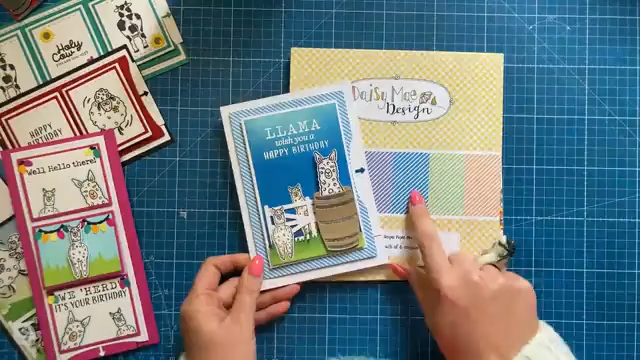 Holy
Cow
HAPPY
BIRTHDAY
Well Hello there!
WE 'HERD
IT'S YOUR BIRTHDAY
LLAMA
wish you a
HAPPY BIRTHDAY
Daisy Mae
Design